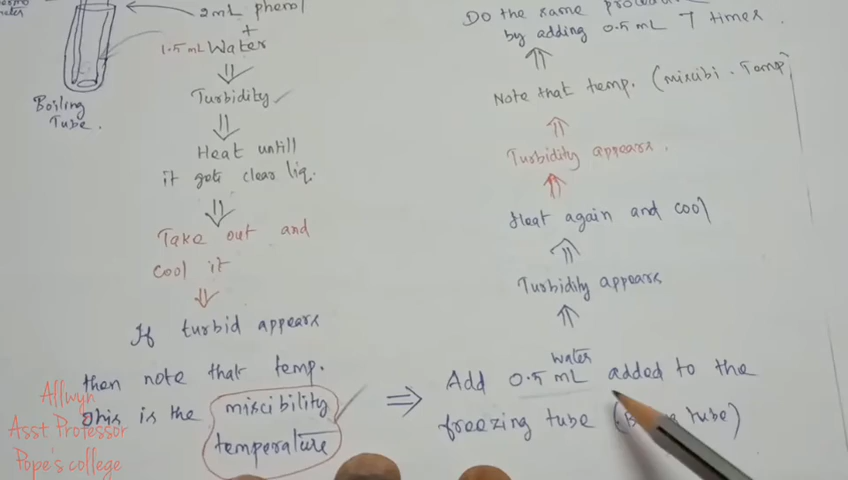 2mL phenol
+
1.5 mL Water
Turbidity
Boiling
Tube.
Heat untill
it gets clear liq.
Take out and
cool it
If turbid appears
then note that temp.
This is the miscibility
temperature
Do the same
by adding 0.5 mL 7 times
Note that temp. (miscibi. Temp)
Turbidity appears.
Heat again and cool
Turbidity appears
water
Add 0.5 mL added to the
freezing tube ( tube)
Allwyn
Asst Professor
Pope's college